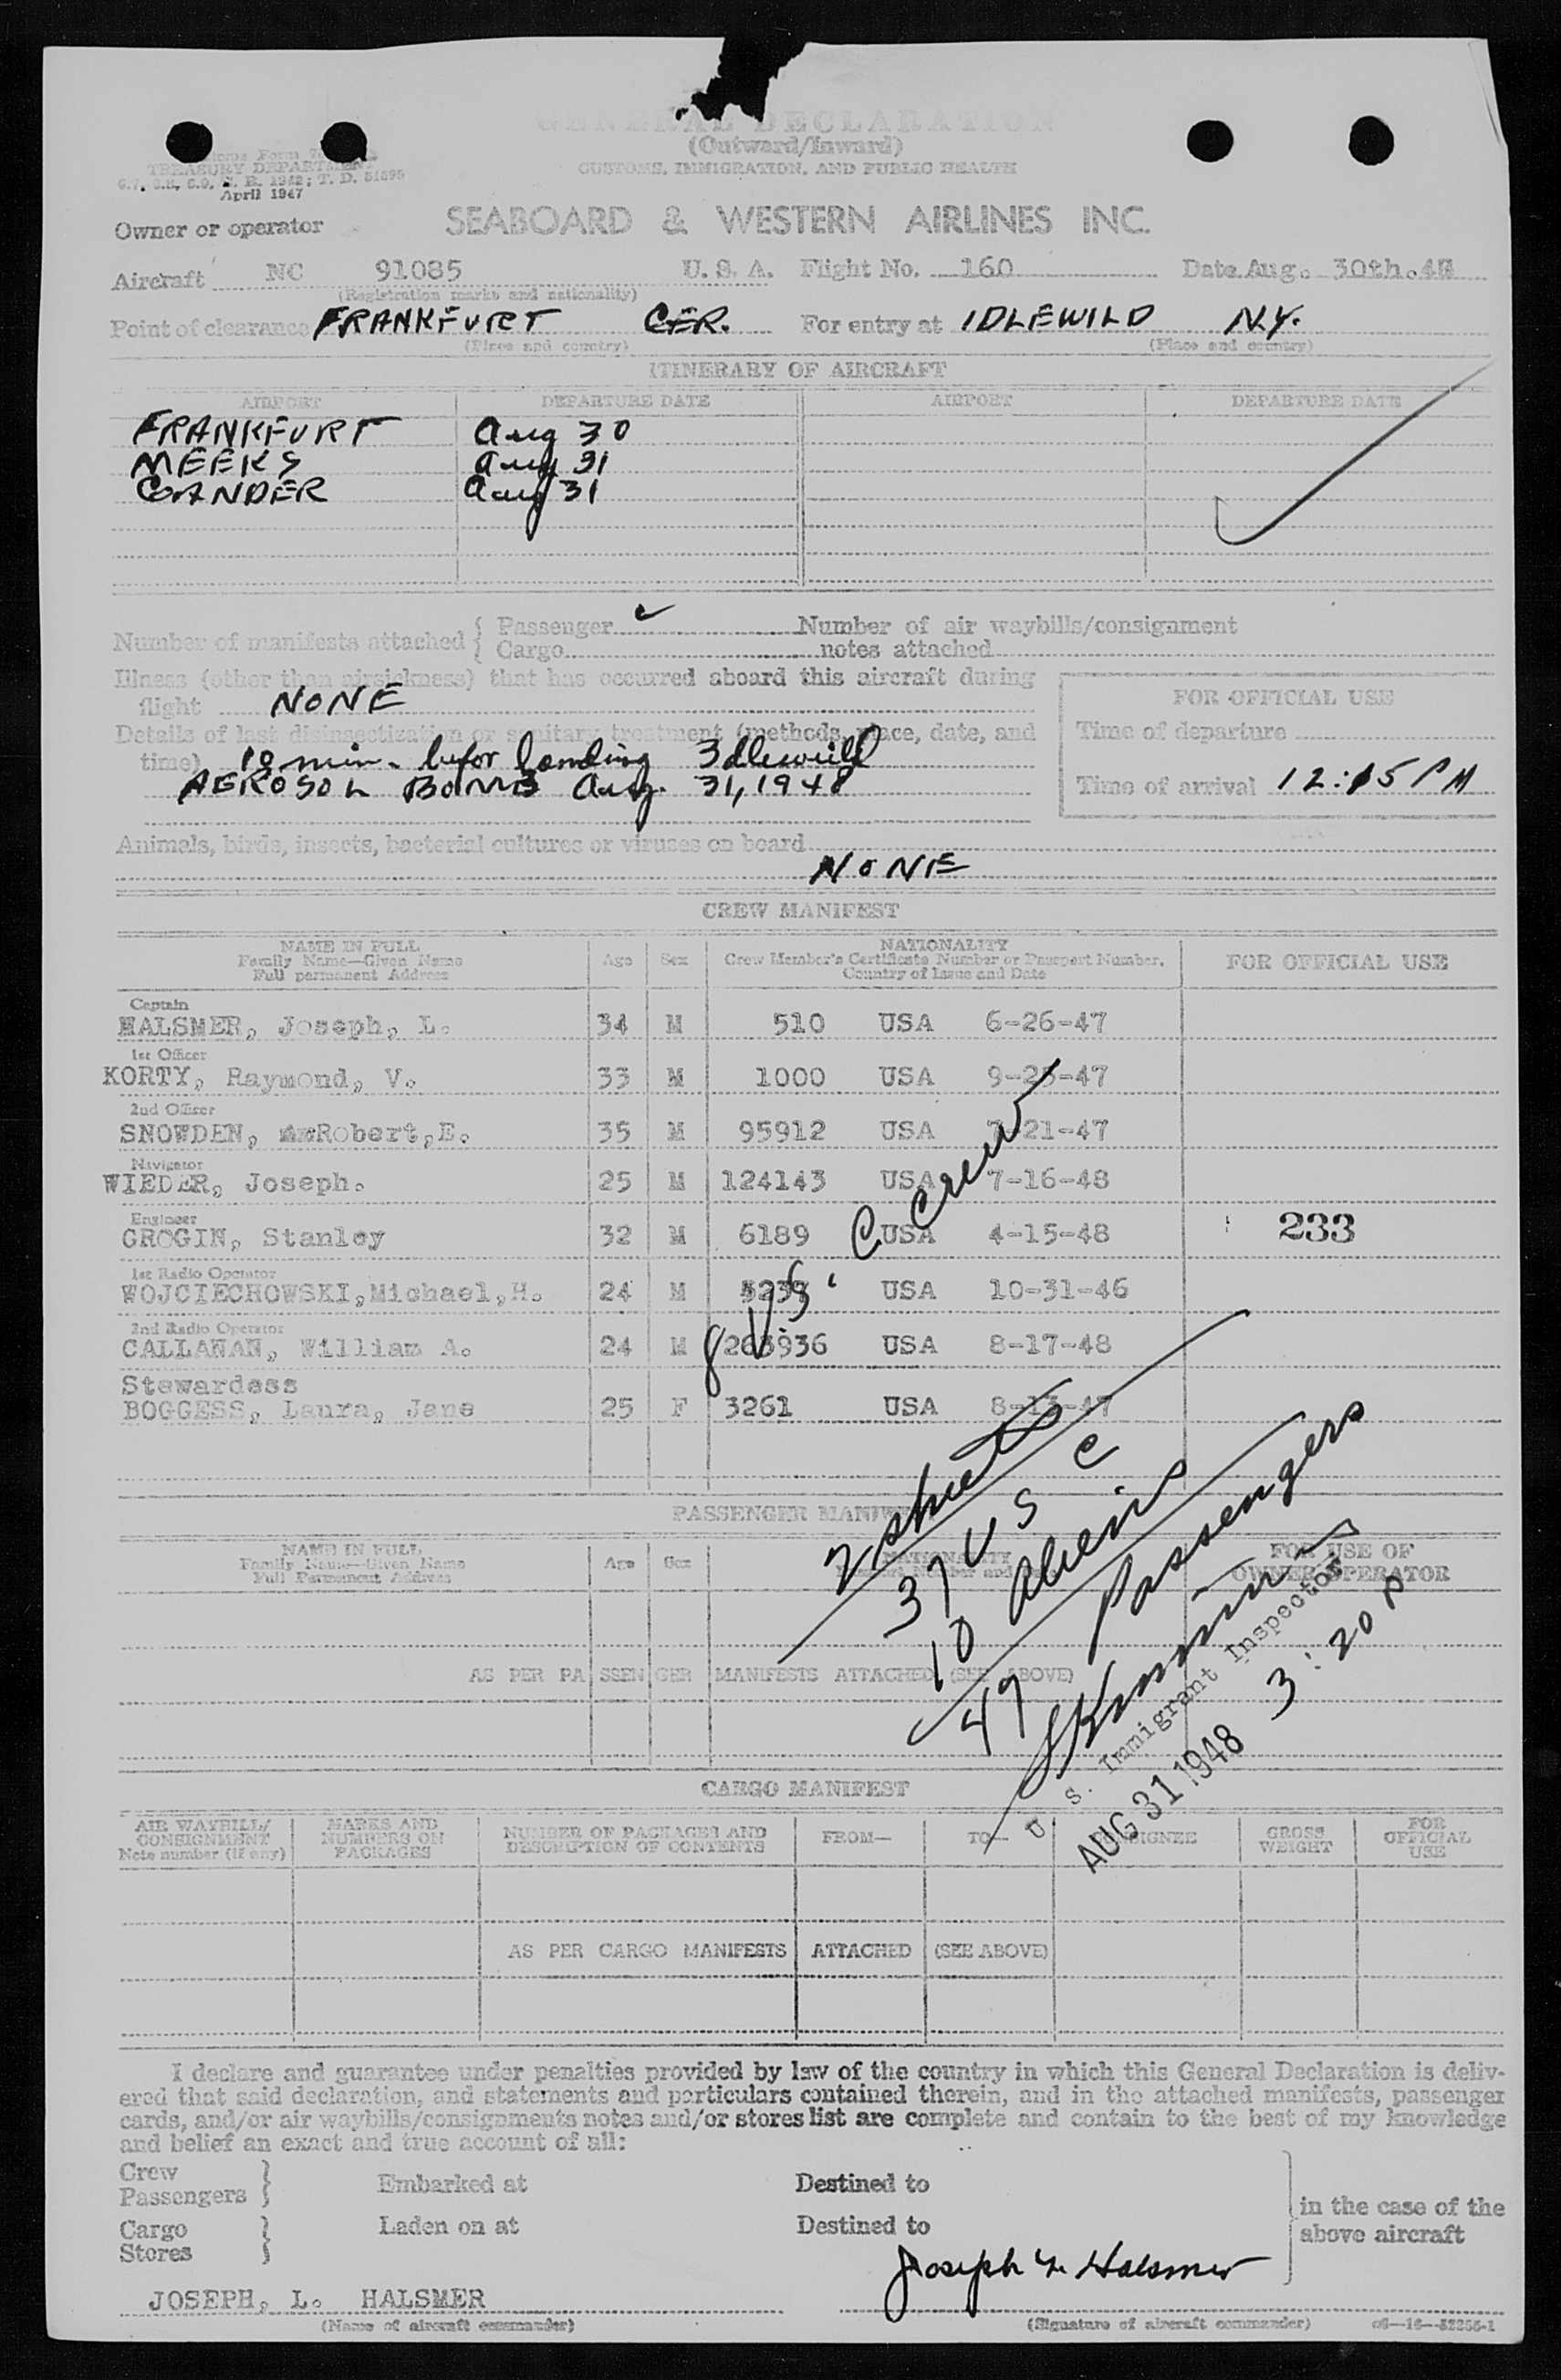 GENERAL DECLARATION
(Outward/Inward)
CUSTOMS, IMMIGRATION, AND PUBLIC HEALTH
TREASURY DEPARTMENT
April 1947
Owner or operator SEABOARD & WESTERN AIRLINES INC.
Aircraft NC 91085 U. S. A. Flight No. 160 Date Aug. 30th.48
(Registration marks and nationality)
Point of clearance FRANKFURT GER. For entry at IDLEWILD N.Y.
(Place and country) (Place and country)
ITINERARY OF AIRCRAFT
AIRPORT DEPARTURE DATE AIRPORT DEPARTURE DATE
FRANKFURT Aug 30
MEEKS Aug 31
GANDER Aug 31
Number of manifests attached { Passenger Number of air waybills/consignment
Cargo notes attached
Illness (other than airsickness) that has occurred aboard this aircraft during
flight NONE
FOR OFFICIAL USE
Details of last disinsectization or sanitary treatment (methods, place, date, and
Time of departure
time) 10 min. befor landing Idlewild
AEROSOL BOMB Aug. 31, 1948
Time of arrival 12:15 PM
Animals, birds, insects, bacterial cultures or viruses on board
NONE
CREW MANIFEST
NAME IN FULL Family Name—Given Name Full permanent Address Age Sex NATIONALITY Crew Member's Certificate Number or Passport Number, Country of Issue and Date FOR OFFICIAL USE
Captain
HALSMER, Joseph, L. 34 M 510 USA 6-26-47
1st Officer
KORTY, Raymond, V. 33 M 1000 USA 9-25-47
2nd Officer
SNOWDEN, Robert,E. 35 M 95912 USA 7-21-47
Navigator
WIEDER, Joseph. 25 M 124143 USA 7-16-48
Engineer
GROGIN, Stanley 32 M 6189 USA 4-15-48 233
1st Radio Operator
WOJCIECHOWSKI,Michael,H. 24 M USA 10-31-46
2nd Radio Operator
CALLAHAN, William A. 24 M 263936 USA 8-17-48
Stewardess
BOGGESS, Laura, Jane 25 F 3261 USA 8-13-47
8 U.S. C. Crew
2 sheets
37 US C
10 Aliens
47 Passengers
PASSENGER MANIFEST
NAME IN FULL Family Name—Given Name Full Permanent Address Age Sex NATIONALITY FOR USE OF OWNER OPERATOR
AS PER PASSENGER MANIFESTS ATTACHED (SEE ABOVE)
U S. Immigrant Inspector
AUG 31 1948 3:20 P
CARGO MANIFEST
AIR WAYBILL/ CONSIGNMENT Note number (if any) MARKS AND NUMBERS ON PACKAGES NUMBER OF PACKAGES AND DESCRIPTION OF CONTENTS FROM— TO— CONSIGNEE GROSS WEIGHT FOR OFFICIAL USE
AS PER CARGO MANIFESTS ATTACHED (SEE ABOVE)
I declare and guarantee under penalties provided by law of the country in which this General Declaration is deliv-
ered that said declaration, and statements and particulars contained therein, and in the attached manifests, passenger
cards, and/or air waybills/consignments notes and/or stores list are complete and contain to the best of my knowledge
and belief an exact and true account of all:
Crew
Passengers } Embarked at Destined to
in the case of the
above aircraft
Cargo
Stores } Laden on at Destined to
JOSEPH, L. HALSMER Joseph L. Halsmer
(Name of aircraft commander) (Signature of aircraft commander)